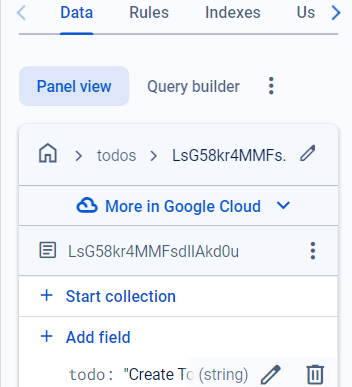 Data Rules Indexes Us
Panel view Query builder
todos LsG58kr4MMFs.
More in Google Cloud
LsG58kr4MMFsdIlAkd0u
+ Start collection
+ Add field
todo: "Create To (string)